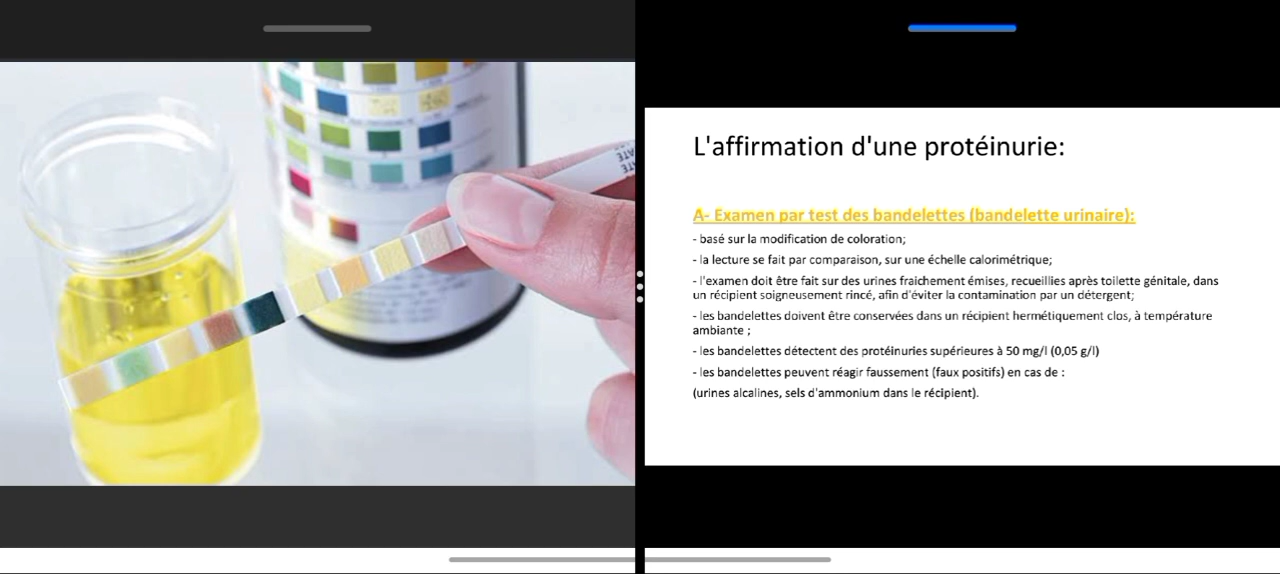 L'affirmation d'une protéinurie:
A- Examen par test des bandelettes (bandelette urinaire):
- basé sur la modification de coloration;
- la lecture se fait par comparaison, sur une échelle calorimétrique;
- l'examen doit être fait sur des urines fraichement émises, recueillies après toilette génitale, dans
un récipient soigneusement rincé, afin d'éviter la contamination par un détergent;
- les bandelettes doivent être conservées dans un récipient hermétiquement clos, à température
ambiante ;
- les bandelettes détectent des protéinuries supérieures à 50 mg/l (0,05 g/l)
- les bandelettes peuvent réagir faussement (faux positifs) en cas de :
(urines alcalines, sels d'ammonium dans le récipient).